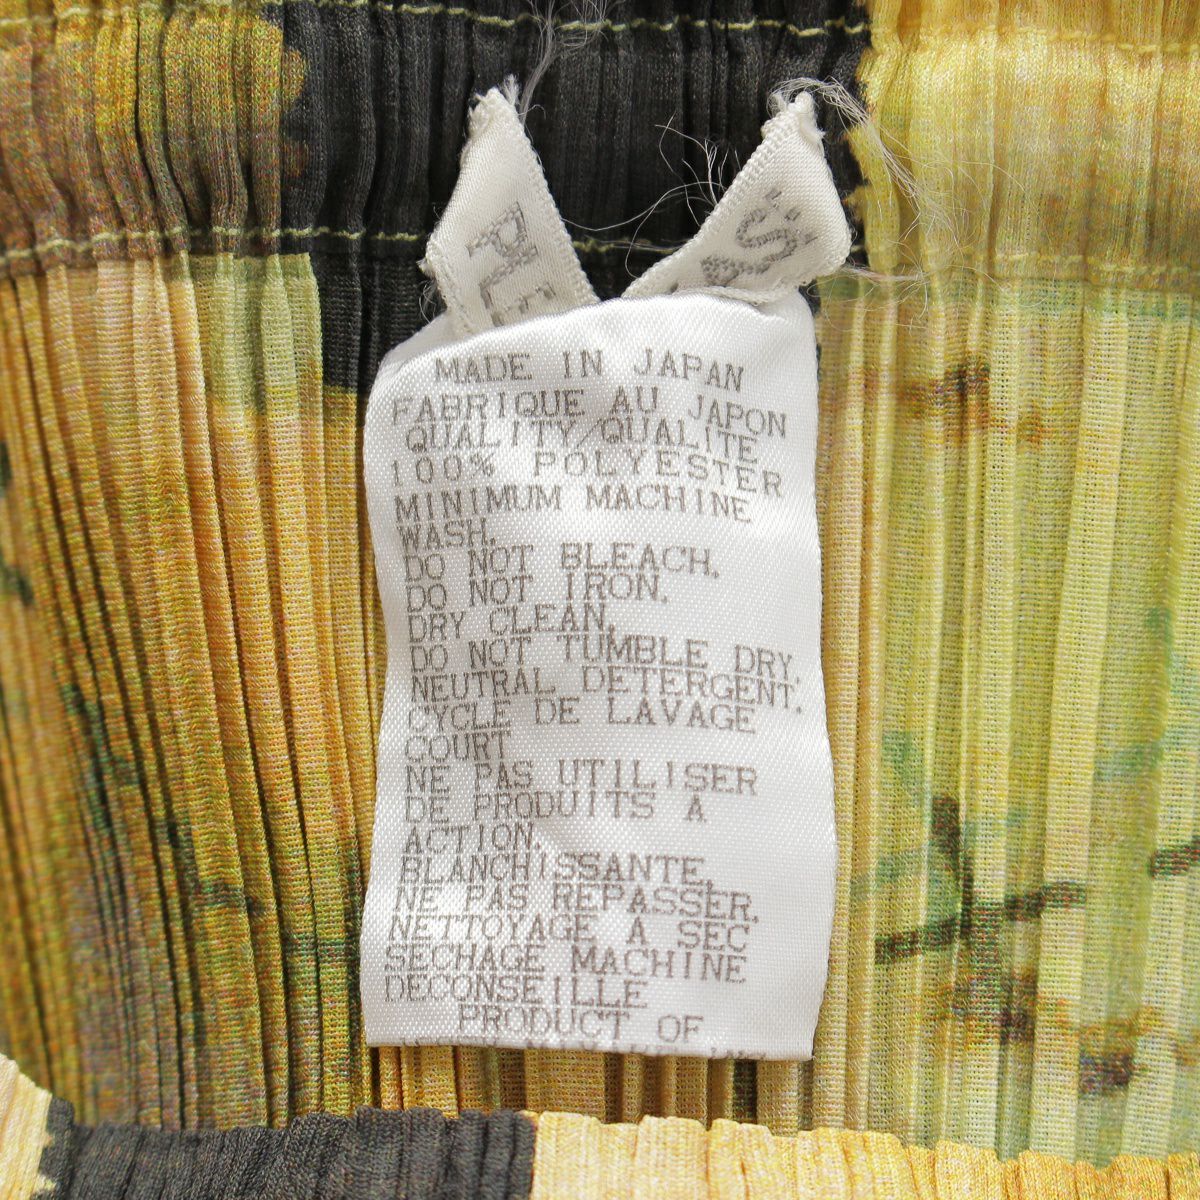 PLE
MADE IN JAPAN
FABRIQUE AU JAPON
QUALITY/QUALITE
100% POLYESTER
MINIMUM MACHINE
WASH.
DO NOT BLEACH.
DO NOT IRON.
DRY CLEAN.
DO NOT TUMBLE DRY.
NEUTRAL DETERGENT.
CYCLE DE LAVAGE
COURT
NE PAS UTILISER
DE PRODUITS A
ACTION.
BLANCHISSANTE.
NE PAS REPASSER.
NETTOYAGE A SEC
SECHAGE MACHINE
DECONSEILLE
PRODUCT OF